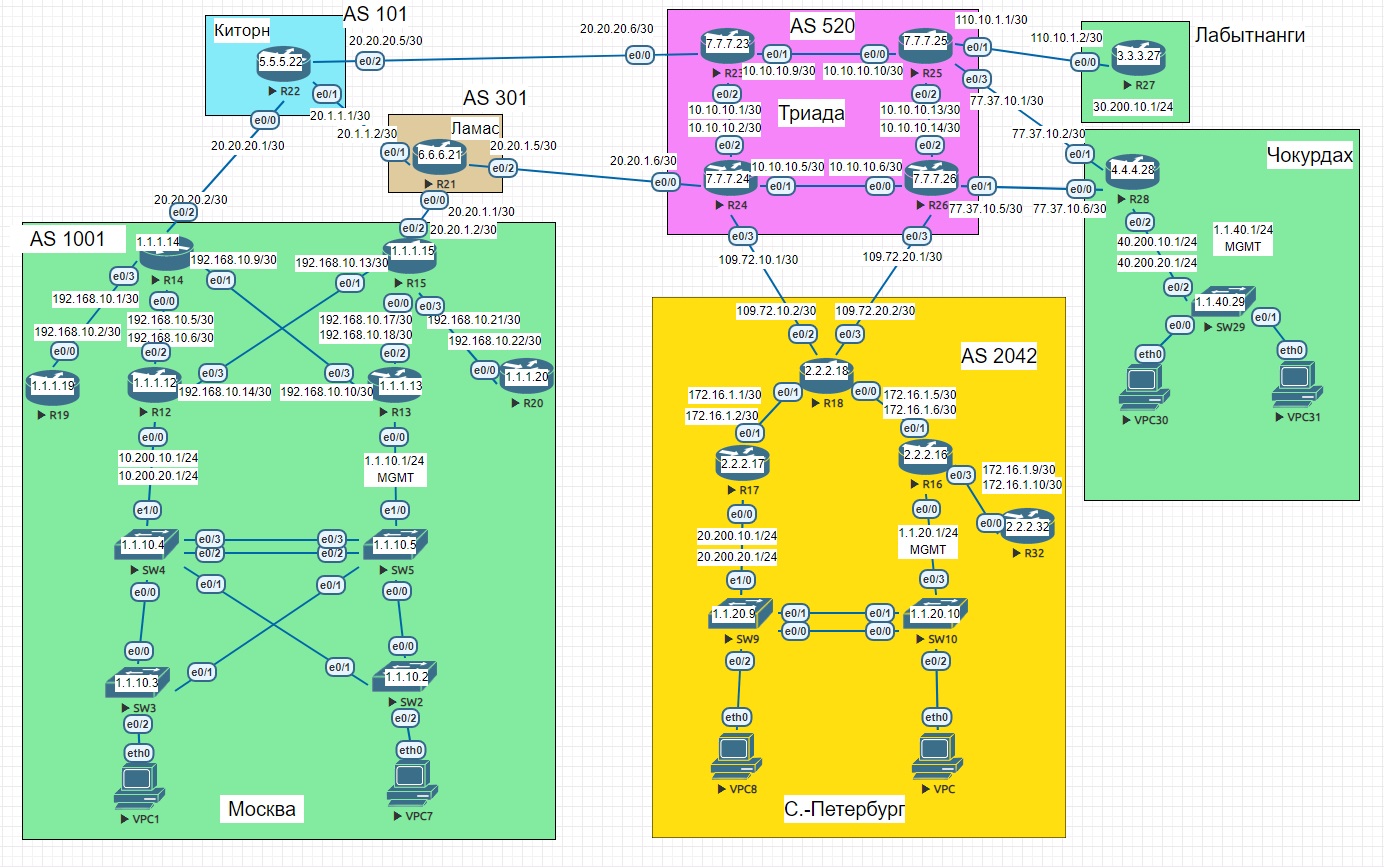 AS 101
Киторн
5.5.5.22
R22
e0/2
20.20.20.5/30
20.20.20.6/30
e0/0
e0/1
20.1.1.1/30
e0/0
20.20.20.1/30
20.20.20.2/30
e0/2
AS 301
Ламас
20.1.1.2/30
e0/1
6.6.6.21
R21
20.20.1.5/30
e0/2
20.20.1.6/30
e0/0
e0/0
20.20.1.1/30
20.20.1.2/30
e0/2
AS 520
Триада
7.7.7.23
R23
e0/1
10.10.10.9/30
e0/0
10.10.10.10/30
7.7.7.25
R25
e0/2
10.10.10.1/30
10.10.10.2/30
e0/2
e0/2
10.10.10.13/30
10.10.10.14/30
e0/2
7.7.7.24
R24
e0/1
10.10.10.5/30
e0/0
10.10.10.6/30
7.7.7.26
R26
110.10.1.1/30
e0/1
110.10.1.2/30
e0/0
3.3.3.27
R27
30.200.10.1/24
Лабытнанги
e0/3
77.37.10.1/30
77.37.10.2/30
e0/1
e0/1
77.37.10.5/30
77.37.10.6/30
e0/0
Чокурдах
4.4.4.28
R28
e0/2
40.200.10.1/24
40.200.20.1/24
e0/2
1.1.40.1/24
MGMT
1.1.40.29
SW29
e0/0
e0/1
eth0
eth0
VPC30
VPC31
e0/3
109.72.10.1/30
109.72.10.2/30
e0/2
e0/3
109.72.20.1/30
109.72.20.2/30
e0/3
AS 1001
1.1.1.14
R14
1.1.1.15
R15
192.168.10.9/30
e0/1
192.168.10.13/30
e0/1
e0/3
192.168.10.1/30
192.168.10.2/30
e0/0
e0/0
192.168.10.5/30
192.168.10.6/30
e0/2
e0/0
192.168.10.17/30
192.168.10.18/30
e0/2
e0/3
192.168.10.21/30
192.168.10.22/30
e0/0
1.1.1.19
R19
1.1.1.12
R12
e0/3
192.168.10.14/30
e0/3
192.168.10.10/30
1.1.1.13
R13
1.1.1.20
R20
e0/0
10.200.10.1/24
10.200.20.1/24
e1/0
e0/0
1.1.10.1/24
MGMT
e1/0
1.1.10.4
SW4
e0/3
e0/3
e0/2
e0/2
1.1.10.5
SW5
e0/1
e0/1
e0/0
e0/0
e0/0
e0/0
e0/1
e0/1
1.1.10.3
SW3
1.1.10.2
SW2
e0/2
e0/2
eth0
eth0
VPC1
VPC7
Москва
AS 2042
2.2.2.18
R18
e0/1
172.16.1.1/30
172.16.1.2/30
e0/1
e0/0
172.16.1.5/30
172.16.1.6/30
e0/1
2.2.2.17
R17
2.2.2.16
R16
e0/3
172.16.1.9/30
172.16.1.10/30
e0/0
2.2.2.32
R32
e0/0
20.200.10.1/24
20.200.20.1/24
e1/0
e0/0
1.1.20.1/24
MGMT
e0/3
1.1.20.9
SW9
e0/1
e0/1
e0/0
e0/0
1.1.20.10
SW10
e0/2
e0/2
eth0
eth0
VPC8
VPC
С.-Петербург